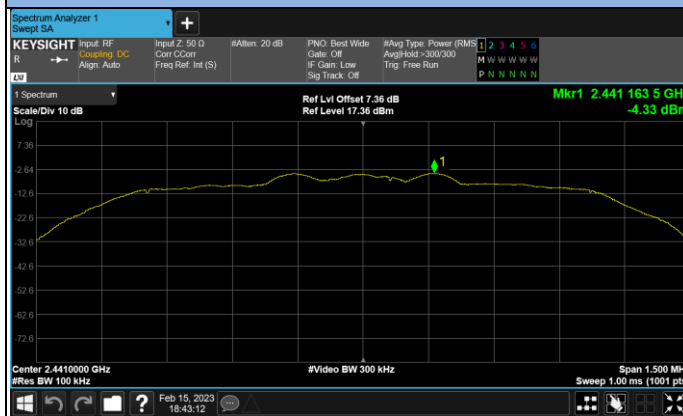 Spectrum Analyzer 1
Swept SA
+
KEYSIGHT
R
LXI
Input: RF
Coupling: DC
Align: Auto
Input Z: 50 Ω
Corr CCorr
Freq Ref: Int (S)
#Atten: 20 dB
PNO: Best Wide
Gate: Off
IF Gain: Low
Sig Track: Off
#Avg Type: Power (RMS
Avg|Hold:>300/300
Trig: Free Run
1 2 3 4 5 6
M W W W W W
P N N N N N
1 Spectrum
Scale/Div 10 dB
Log
Ref Lvl Offset 7.36 dB
Ref Level 17.36 dBm
Mkr1 2.441 163 5 GH
-4.33 dBm
1
7.36
-2.64
-12.6
-22.6
-32.6
-42.6
-52.6
-62.6
-72.6
Center 2.4410000 GHz
#Res BW 100 kHz
#Video BW 300 kHz
Span 1.500 MH
Sweep 1.00 ms (1001 pts
?
Feb 15, 2023
18:43:12